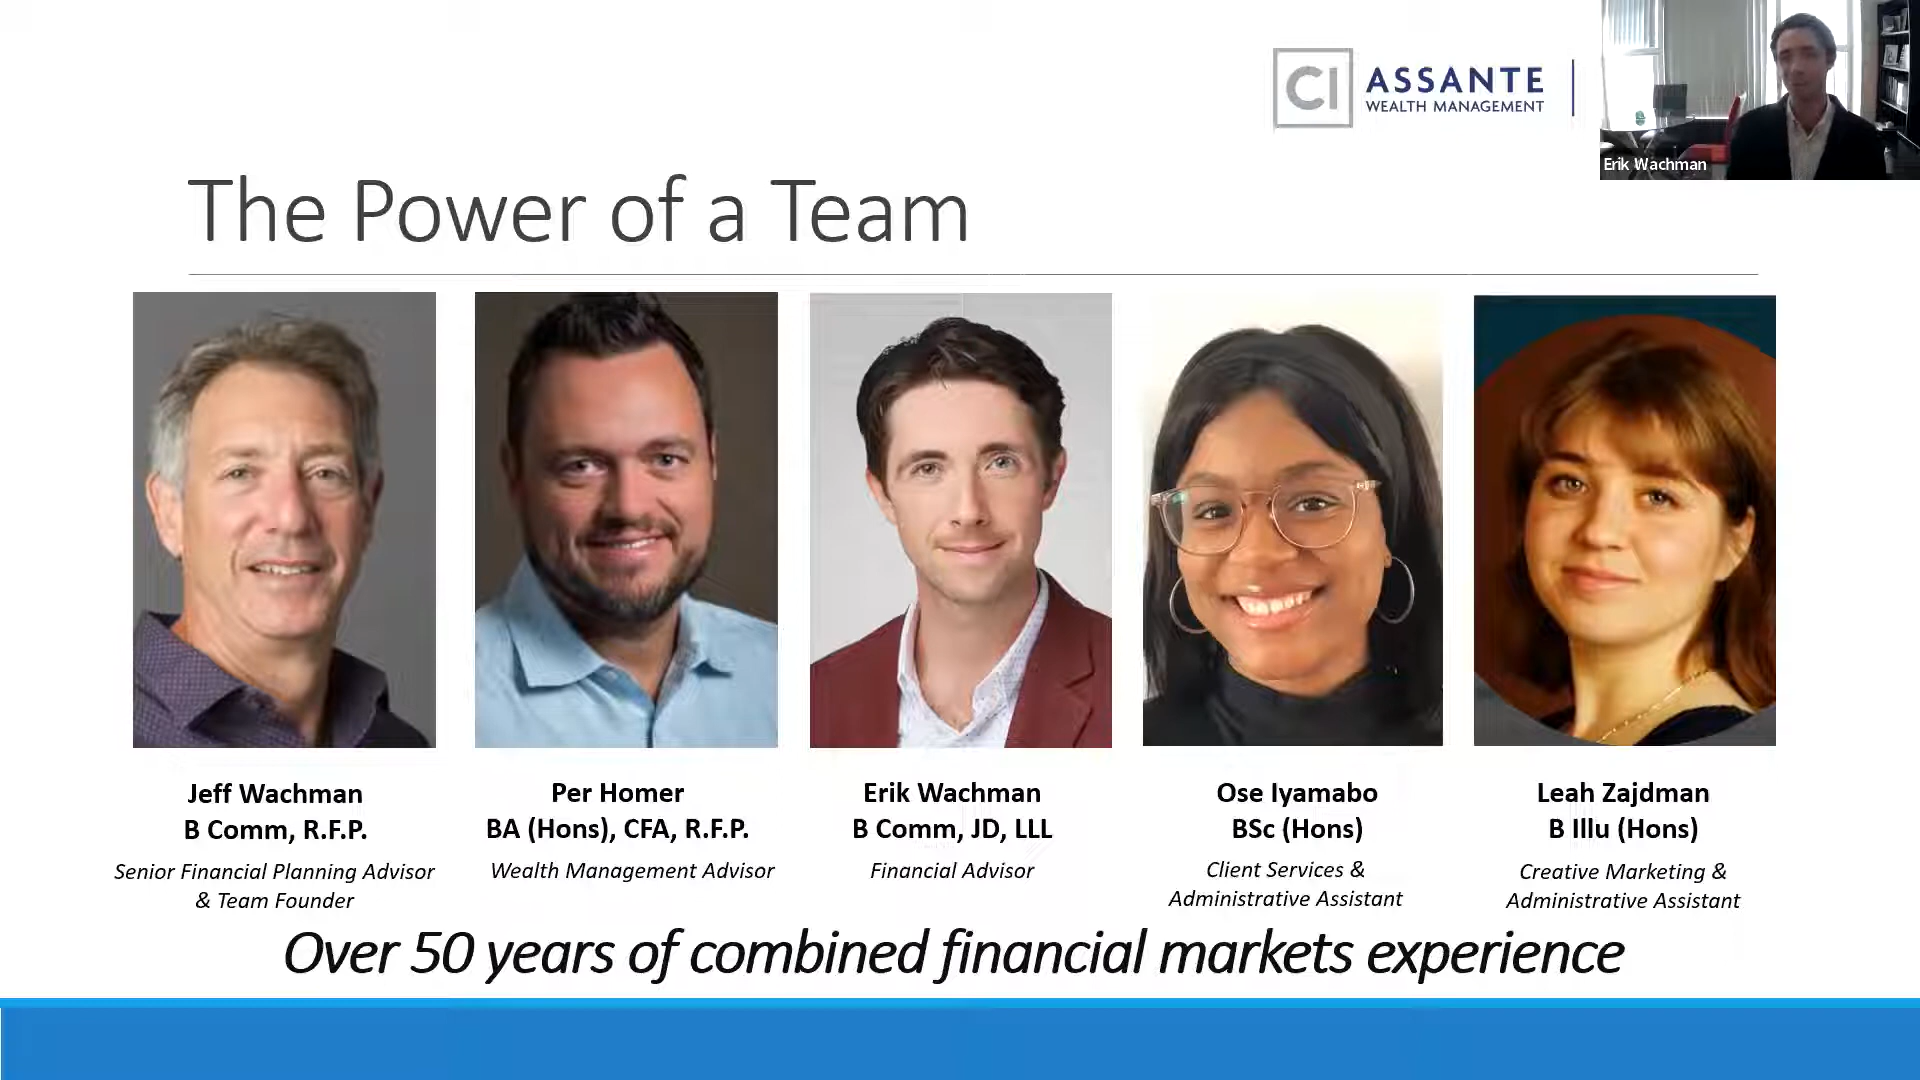 CI ASSANTE
WEALTH MANAGEMENT
Erik Wachman
The Power of a Team
Jeff Wachman
B Comm, R.F.P.
Senior Financial Planning Advisor
& Team Founder
Per Homer
BA (Hons), CFA, R.F.P.
Wealth Management Advisor
Erik Wachman
B Comm, JD, LLL
Financial Advisor
Ose Iyamabo
BSc (Hons)
Client Services &
Administrative Assistant
Leah Zajdman
B Illu (Hons)
Creative Marketing &
Administrative Assistant
Over 50 years of combined financial markets experience